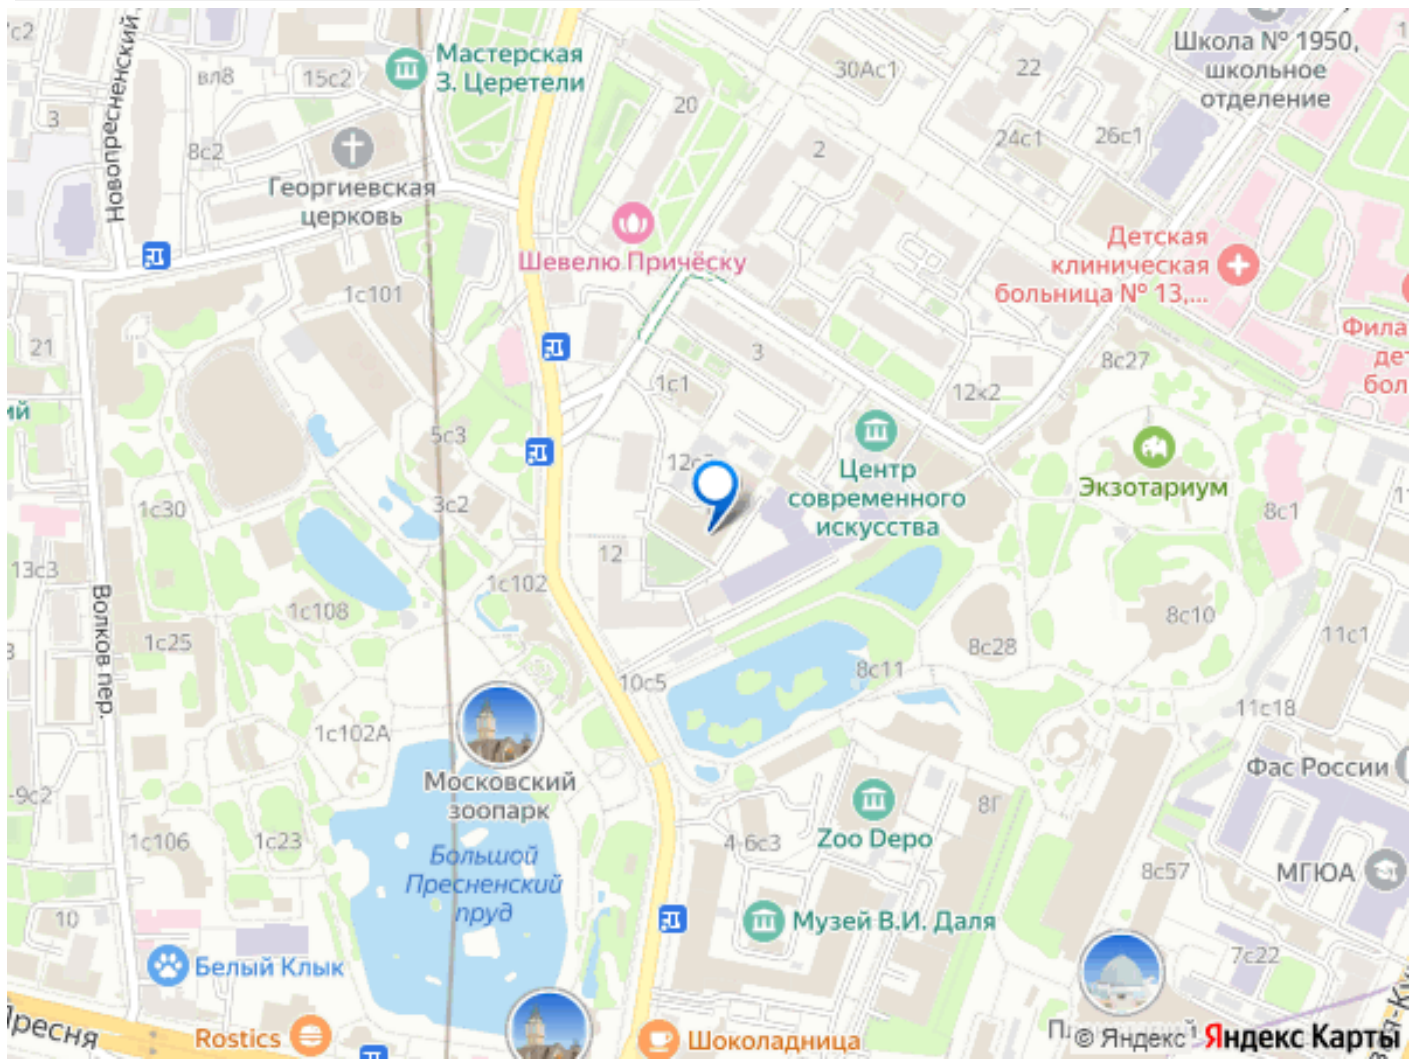 7с2
Новопресненский
вл8
15с2
Мастерская
З. Церетели
30Ас1
22
Школа № 1950,
школьное
отделение
3
8с2
20
2
24с1
26с1
Георгиевская
церковь
Шевелю Причёску
Детская
клиническая
больница № 13,...
1с101
21
3
1с1
8с27
Фила
дет
бол
12к2
ий
5с3
Центр
современного
искусства
Экзотариум
1с30
3с2
8с1
13с3
12
1с102
Волков пер.
1с108
1с25
8с10
11с1
8с28
10с5
8с11
1с102А
11с18
Московский
зоопарк
Фас России
-9с2
1с106
1с23
8Г
Zoo Depo
4-6с3
Большой
Пресненский
пруд
8с57
МГЮА
10
Музей В.И. Даля
7с22
Белый Клык
Пресня
Rostics
Шоколадница
© Яндекс
Яндекс Карты